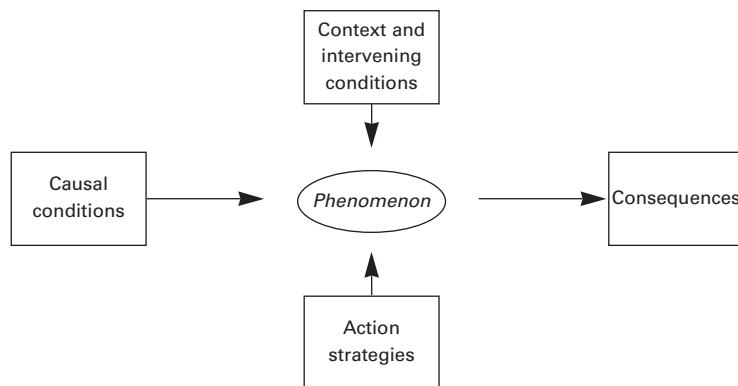 Context and
intervening
conditions
Causal
conditions
Phenomenon
Consequences
Action
strategies